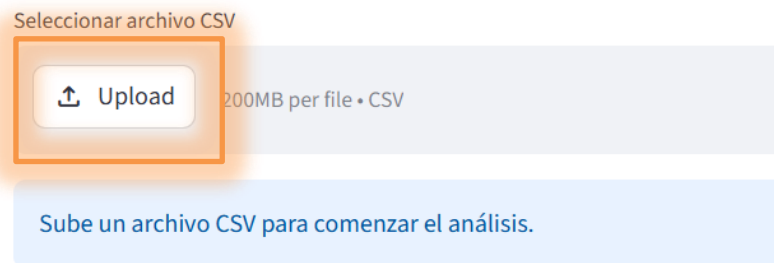 Seleccionar archivo CSV
Upload 200MB per file • CSV
Sube un archivo CSV para comenzar el análisis.